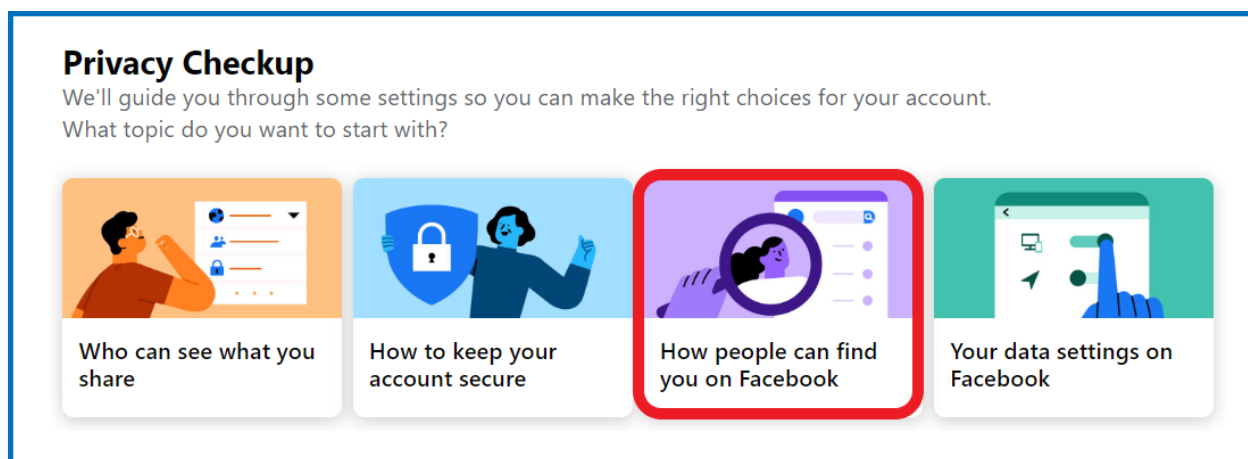 Privacy Checkup
We'll guide you through some settings so you can make the right choices for your account.
What topic do you want to start with?
Who can see what you
share
How to keep your
account secure
How people can find
you on Facebook
Your data settings on
Facebook